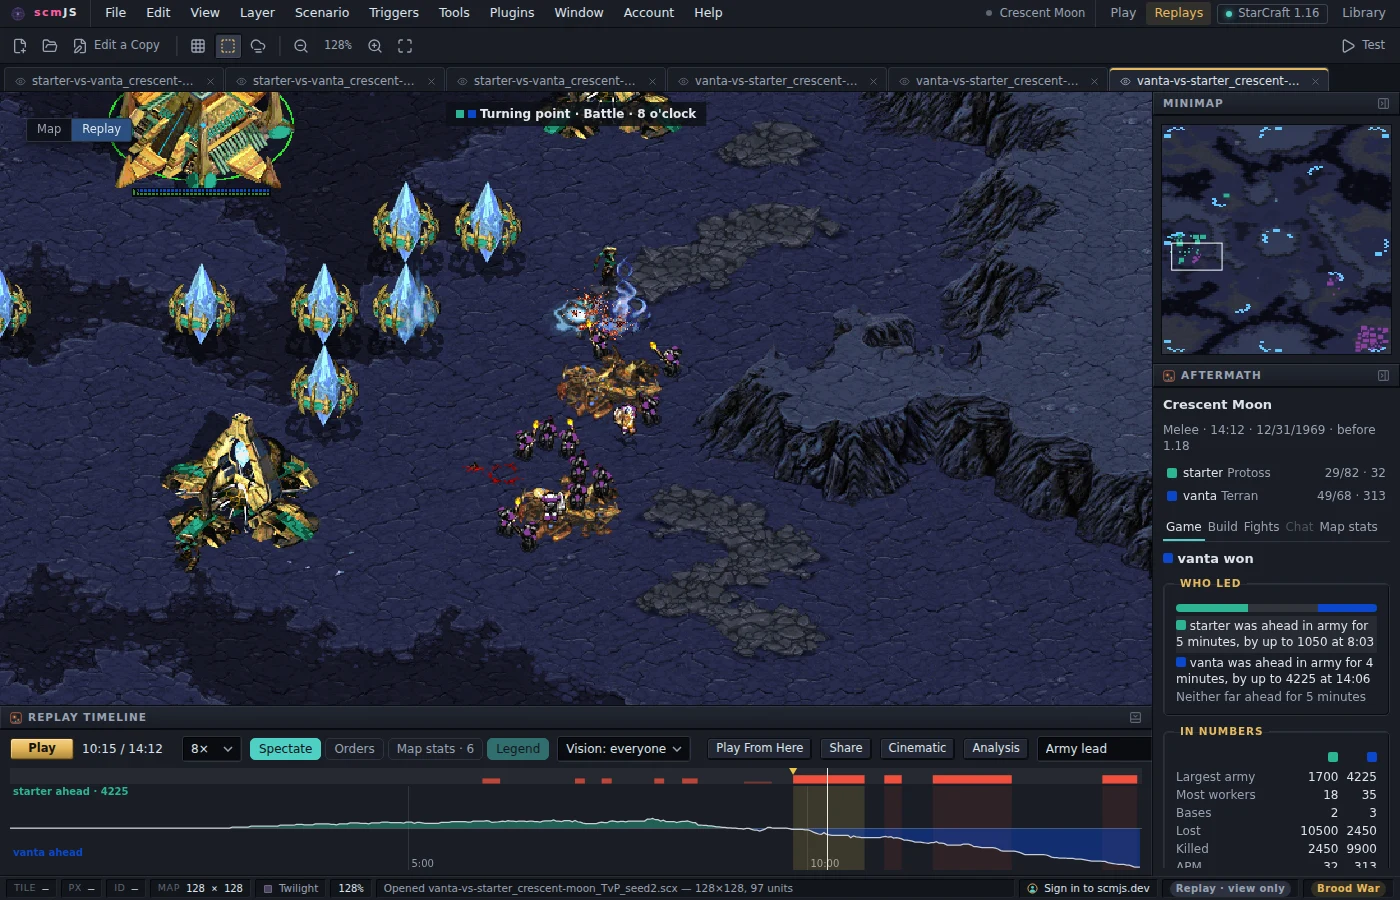 scmJS File Edit View Layer Scenario Triggers Tools Plugins Window Account Help Crescent Moon Play Replays StarCraft 1.16 Library
Edit a Copy 128% Test
starter-vs-vanta_crescent-... starter-vs-vanta_crescent-... starter-vs-vanta_crescent-... vanta-vs-starter_crescent-... vanta-vs-starter_crescent-... vanta-vs-starter_crescent-...
Map Replay
Turning point · Battle · 8 o'clock
MINIMAP
AFTERMATH
Crescent Moon
Melee · 14:12 · 12/31/1969 · before
1.18
starter Protoss 29/82 · 32
vanta Terran 49/68 · 313
Game Build Fights Chat Map stats
vanta won
WHO LED
starter was ahead in army for
5 minutes, by up to 1050 at 8:03
vanta was ahead in army for 4
minutes, by up to 4225 at 14:06
Neither far ahead for 5 minutes
IN NUMBERS
Largest army 1700 4225
Most workers 18 35
Bases 2 3
Lost 10500 2450
Killed 2450 9900
APM 32 313
REPLAY TIMELINE
Play 10:15 / 14:12 8× Spectate Orders Map stats · 6 Legend Vision: everyone Play From Here Share Cinematic Analysis Army lead
starter ahead · 4225
vanta ahead
5:00 10:00
TILE — PX — ID — MAP 128 × 128 Twilight 128% Opened vanta-vs-starter_crescent-moon_TvP_seed2.scx — 128×128, 97 units Sign in to scmjs.dev Replay · view only Brood War